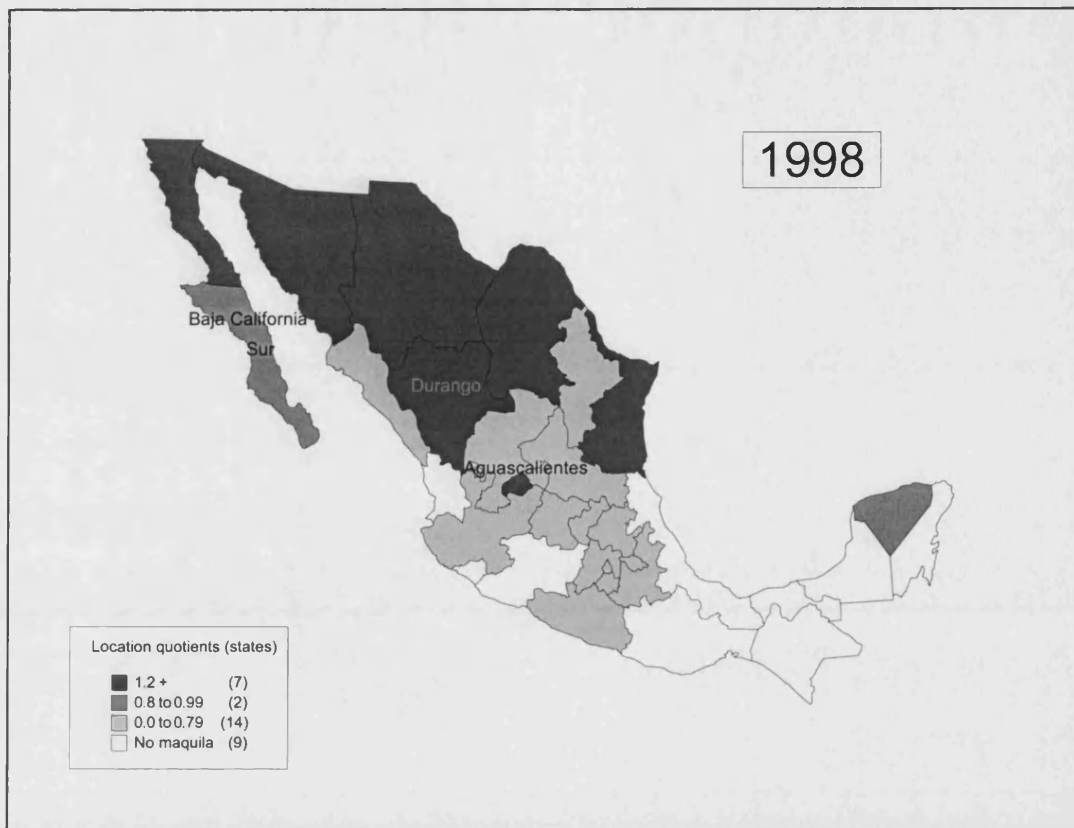 1998
Baja California
Sur
Durango
Aguascalientes
Location quotients (states)
1.2 + (7)
0.8 to 0.99 (2)
0.0 to 0.79 (14)
No maquila (9)